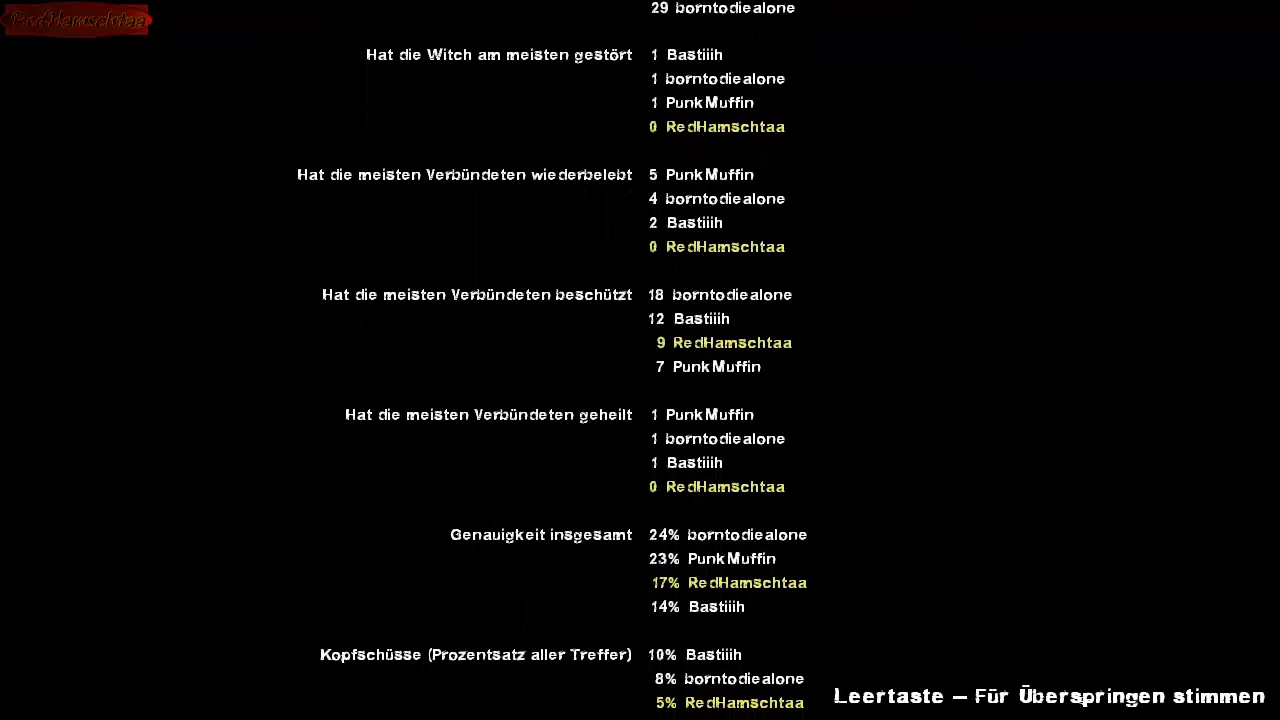 RedHamschtaa
29 borntodiealone
Hat die Witch am meisten gestört 1 Bastiiih
1 borntodiealone
1 PunkMuffin
0 RedHamschtaa
Hat die meisten Verbündeten wiederbelebt 5 PunkMuffin
4 borntodiealone
2 Bastiiih
0 RedHamschtaa
Hat die meisten Verbündeten beschützt 18 borntodiealone
12 Bastiiih
9 RedHamschtaa
7 PunkMuffin
Hat die meisten Verbündeten geheilt 1 PunkMuffin
1 borntodiealone
1 Bastiiih
0 RedHamschtaa
Genauigkeit insgesamt 24% borntodiealone
23% PunkMuffin
17% RedHamschtaa
14% Bastiiih
Kopfschüsse (Prozentsatz aller Treffer) 10% Bastiiih
8% borntodiealone
5% RedHamschtaa
Leertaste – Für Überspringen stimmen